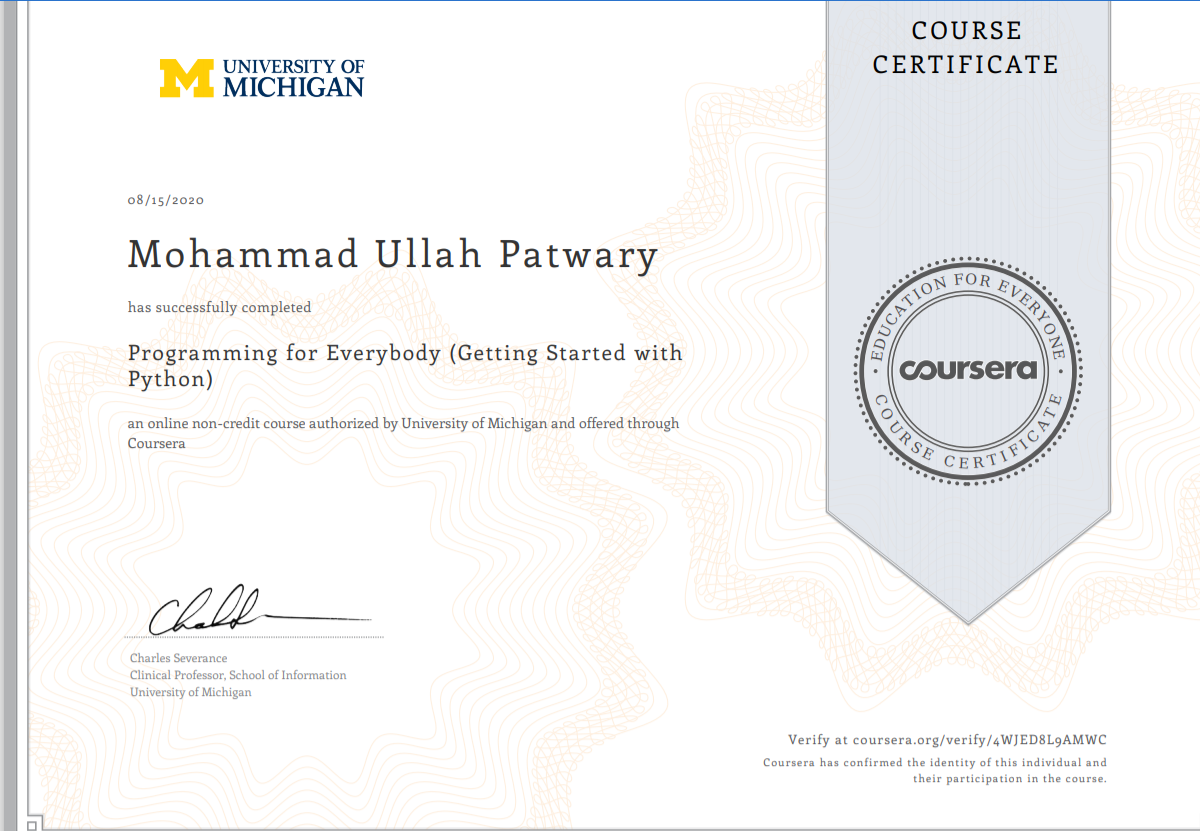 COURSE
CERTIFICATE
M UNIVERSITY OF
MICHIGAN
08/15/2020
Mohammad Ullah Patwary
has successfully completed
Programming for Everybody (Getting Started with
Python)
an online non-credit course authorized by University of Michigan and offered through
Coursera
EDUCATION FOR EVERYONE
coursera
COURSE CERTIFICATE
Charles Severance
Clinical Professor, School of Information
University of Michigan
Verify at coursera.org/verify/4WJED8L9AMWC
Coursera has confirmed the identity of this individual and
their participation in the course.